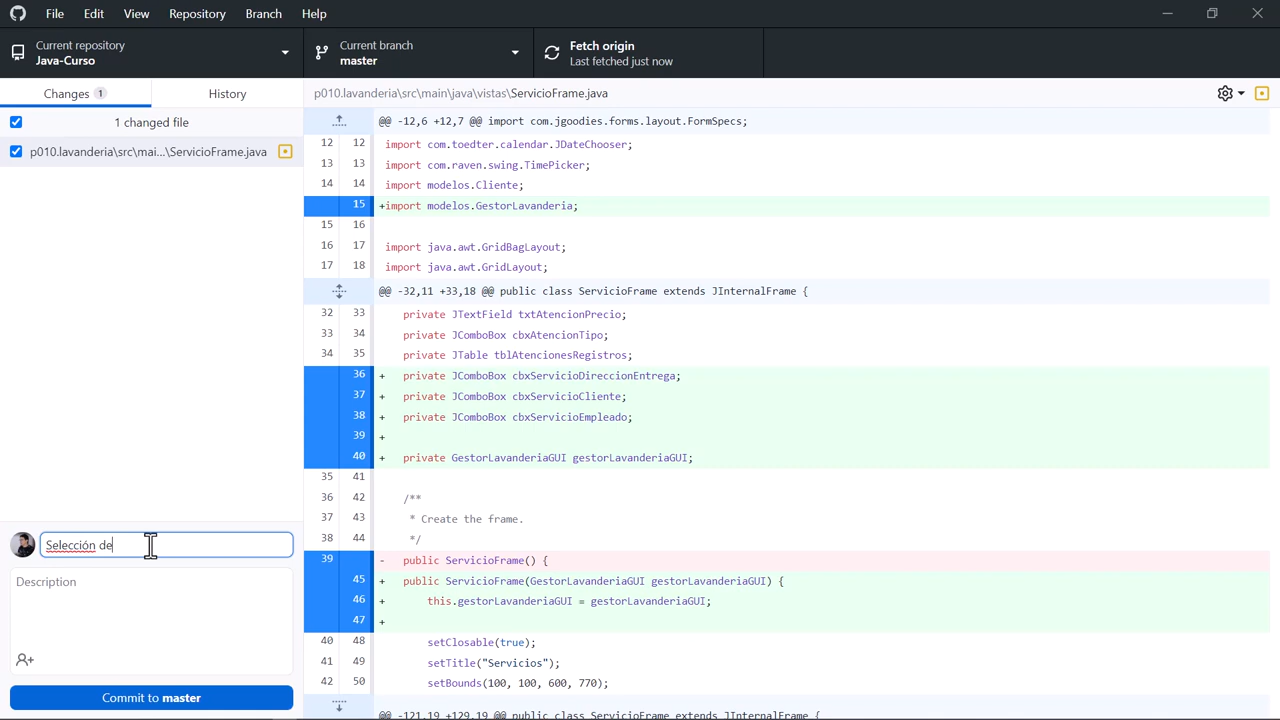 File Edit View Repository Branch Help
Current repository
Java-Curso
Current branch
master
Fetch origin
Last fetched just now
Changes 1 History
p010.lavanderia\src\main\java\vistas\ServicioFrame.java
1 changed file
p010.lavanderia\src\mai...\ServicioFrame.java
@@ -12,6 +12,7 @@ import com.jgoodies.forms.layout.FormSpecs;
12 12 import com.toedter.calendar.JDateChooser;
13 13 import com.raven.swing.TimePicker;
14 14 import modelos.Cliente;
15 +import modelos.GestorLavanderia;
15 16
16 17 import java.awt.GridBagLayout;
17 18 import java.awt.GridLayout;
@@ -32,11 +33,18 @@ public class ServicioFrame extends JInternalFrame {
32 33 private JTextField txtAtencionPrecio;
33 34 private JComboBox cbxAtencionTipo;
34 35 private JTable tblAtencionesRegistros;
36 + private JComboBox cbxServicioDireccionEntrega;
37 + private JComboBox cbxServicioCliente;
38 + private JComboBox cbxServicioEmpleado;
39 +
40 + private GestorLavanderiaGUI gestorLavanderiaGUI;
35 41
36 42 /**
37 43 * Create the frame.
38 44 */
39 - public ServicioFrame() {
45 + public ServicioFrame(GestorLavanderiaGUI gestorLavanderiaGUI) {
46 + this.gestorLavanderiaGUI = gestorLavanderiaGUI;
47 +
40 48 setClosable(true);
41 49 setTitle("Servicios");
42 50 setBounds(100, 100, 600, 770);
@@ -121,19 +129,19 @@ public class ServicioFrame extends JInternalFrame {
Selección de
Description
Commit to master